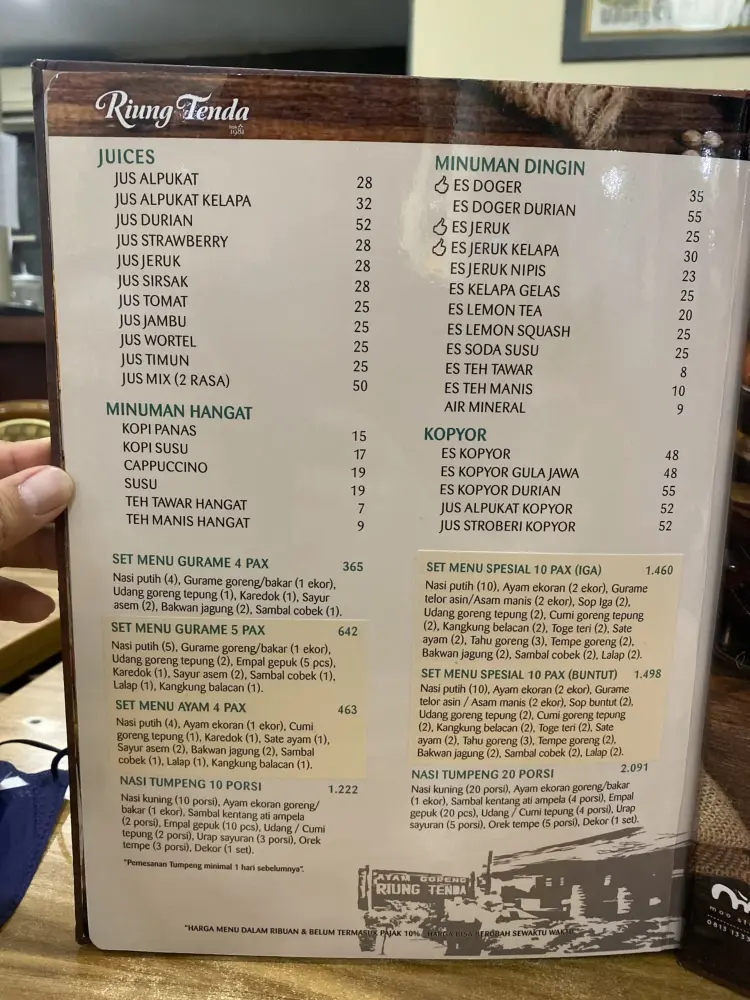 Riung Tenda
1981
JUICES
JUS ALPUKAT 28
JUS ALPUKAT KELAPA 32
JUS DURIAN 52
JUS STRAWBERRY 28
JUS JERUK 28
JUS SIRSAK 28
JUS TOMAT 25
JUS JAMBU 25
JUS WORTEL 25
JUS TIMUN 25
JUS MIX (2 RASA) 50
MINUMAN HANGAT
KOPI PANAS 15
KOPI SUSU 17
CAPPUCCINO 19
SUSU 19
TEH TAWAR HANGAT 7
TEH MANIS HANGAT 9
SET MENU GURAME 4 PAX 365
Nasi putih (4), Gurame goreng/bakar (1 ekor),
Udang goreng tepung (1), Karedok (1), Sayur
asem (2), Bakwan jagung (2), Sambal cobek (1).
SET MENU GURAME 5 PAX 642
Nasi putih (5), Gurame goreng/bakar (1 ekor),
Udang goreng tepung (2), Empal gepuk (5 pcs),
Karedok (1), Sayur asem (2), Sambal cobek (1),
Lalap (1), Kangkung balacan (1).
SET MENU AYAM 4 PAX 463
Nasi putih (4), Ayam ekoran (1 ekor), Cumi
goreng tepung (1), Karedok (1), Sate ayam (1),
Sayur asem (2), Bakwan jagung (2), Sambal
cobek (1), Lalap (1), Kangkung balacan (1).
NASI TUMPENG 10 PORSI 1.222
Nasi kuning (10 porsi), Ayam ekoran goreng/
bakar (1 ekor), Sambal kentang ati ampela
(2 porsi), Empal gepuk (10 pcs), Udang / Cumi
tepung (2 porsi), Urap sayuran (3 porsi), Orek
tempe (3 porsi), Dekor (1 set).
"Pemesanan Tumpeng minimal 1 hari sebelumnya".
MINUMAN DINGIN
ES DOGER 35
ES DOGER DURIAN 55
ES JERUK 25
ES JERUK KELAPA 30
ES JERUK NIPIS 23
ES KELAPA GELAS 25
ES LEMON TEA 20
ES LEMON SQUASH 25
ES SODA SUSU 25
ES TEH TAWAR 8
ES TEH MANIS 10
AIR MINERAL 9
KOPYOR
ES KOPYOR 48
ES KOPYOR GULA JAWA 48
ES KOPYOR DURIAN 55
JUS ALPUKAT KOPYOR 52
JUS STROBERI KOPYOR 52
SET MENU SPESIAL 10 PAX (IGA) 1.460
Nasi putih (10), Ayam ekoran (2 ekor), Gurame
telor asin/Asam manis (2 ekor), Sop Iga (2),
Udang goreng tepung (2), Cumi goreng tepung
(2), Kangkung belacan (2), Toge teri (2), Sate
ayam (2), Tahu goreng (3), Tempe goreng (2),
Bakwan jagung (2), Sambal cobek (2), Lalap (2).
SET MENU SPESIAL 10 PAX (BUNTUT) 1.498
Nasi putih (10), Ayam ekoran (2 ekor), Gurame
telor asin / Asam manis (2 ekor), Sop buntut (2),
Udang goreng tepung (2), Cumi goreng tepung
(2), Kangkung belacan (2), Toge teri (2), Sate
ayam (2), Tahu goreng (3), Tempe goreng (2),
Bakwan jagung (2), Sambal cobek (2), Lalap (2).
NASI TUMPENG 20 PORSI 2.091
Nasi kuning (20 porsi), Ayam ekoran goreng/bakar
(1 ekor), Sambal kentang ati ampela (4 porsi), Empal
gepuk (20 pcs), Udang / Cumi tepung (4 porsi), Urap
sayuran (5 porsi), Orek tempe (5 porsi), Dekor (1 set).
AYAM GORENG
RIUNG TENDA
"HARGA MENU DALAM RIBUAN & BELUM TERMASUK PAJAK 10% HARGA BISA BEROBAH SEWAKTU WAKTU
moo
0813